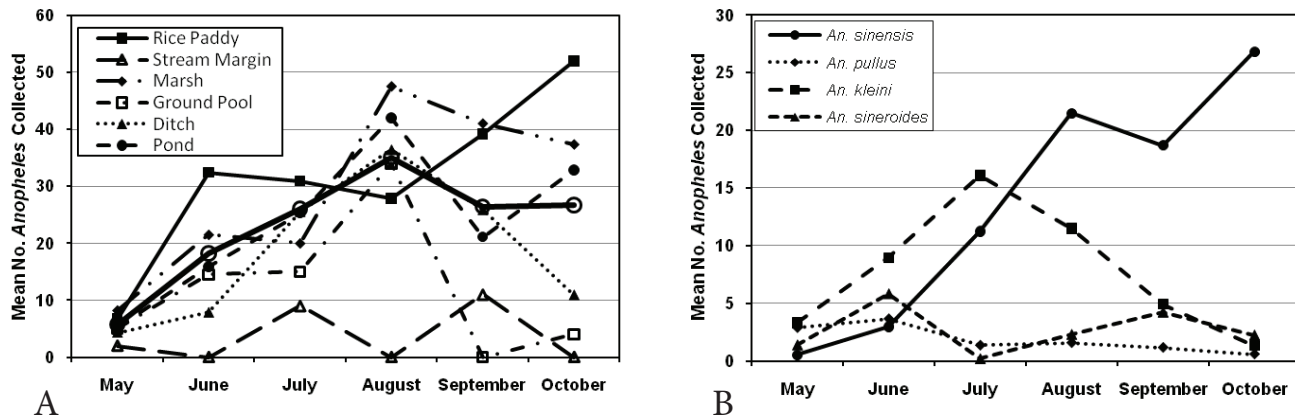 60
50
40
30
20
10
0
Mean No. Anopheles Collected
Rice Paddy
Stream Margin
Marsh
Ground Pool
Ditch
Pond
May June July August September October
A
30
25
20
15
10
5
0
Mean No. Anopheles Collected
An. sinensis
An. pullus
An. kleini
An. sineroides
May June July August September October
B